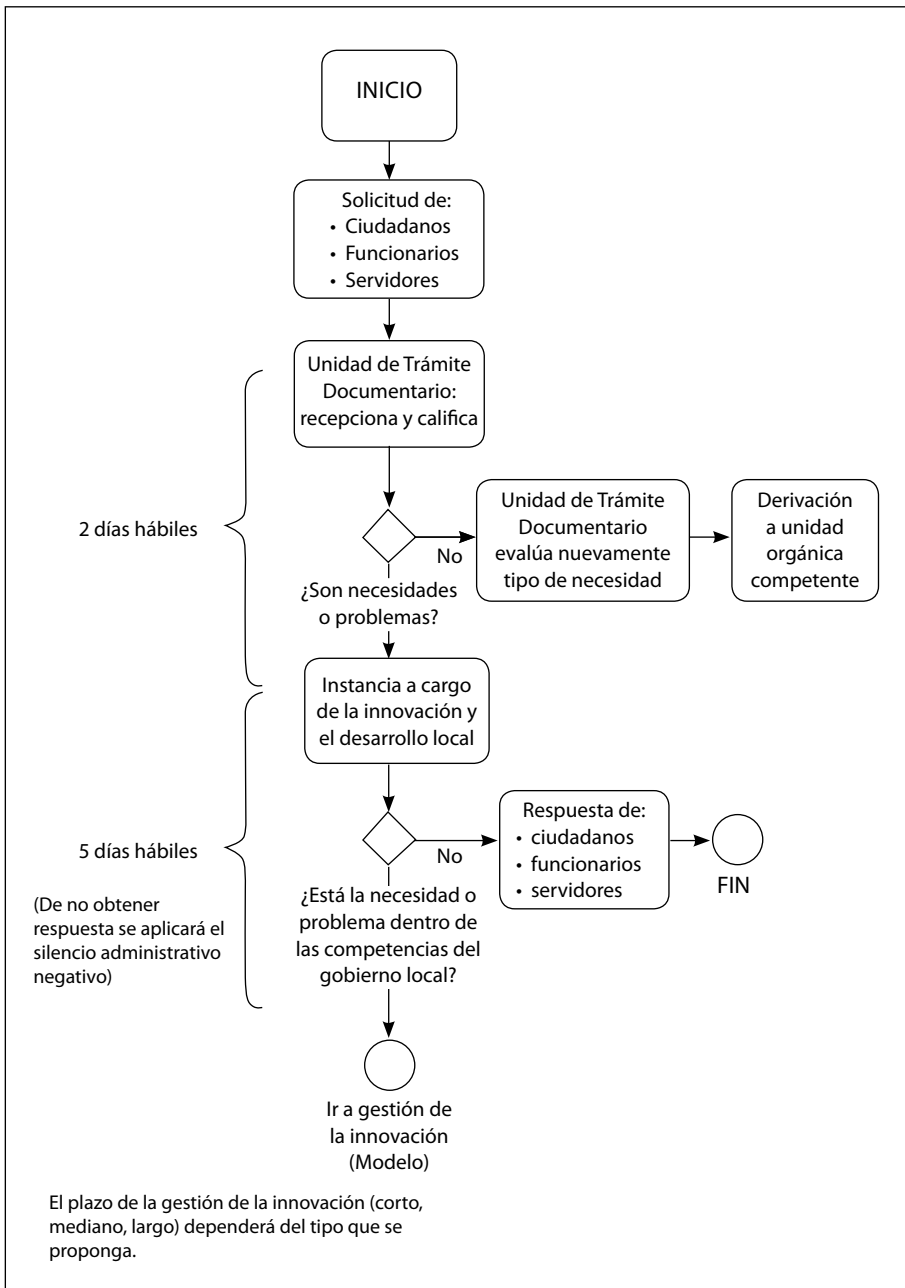 INICIO
Solicitud de:
• Ciudadanos
• Funcionarios
• Servidores
Unidad de Trámite
Documentario:
recepciona y califica
2 días hábiles
No
¿Son necesidades
o problemas?
Unidad de Trámite
Documentario
evalúa nuevamente
tipo de necesidad
Derivación
a unidad
orgánica
competente
Instancia a cargo
de la innovación y
el desarrollo local
5 días hábiles
(De no obtener
respuesta se aplicará el
silencio administrativo
negativo)
No
¿Está la necesidad o
problema dentro de
las competencias del
gobierno local?
Respuesta de:
• ciudadanos
• funcionarios
• servidores
FIN
Ir a gestión de
la innovación
(Modelo)
El plazo de la gestión de la innovación (corto,
mediano, largo) dependerá del tipo que se
proponga.